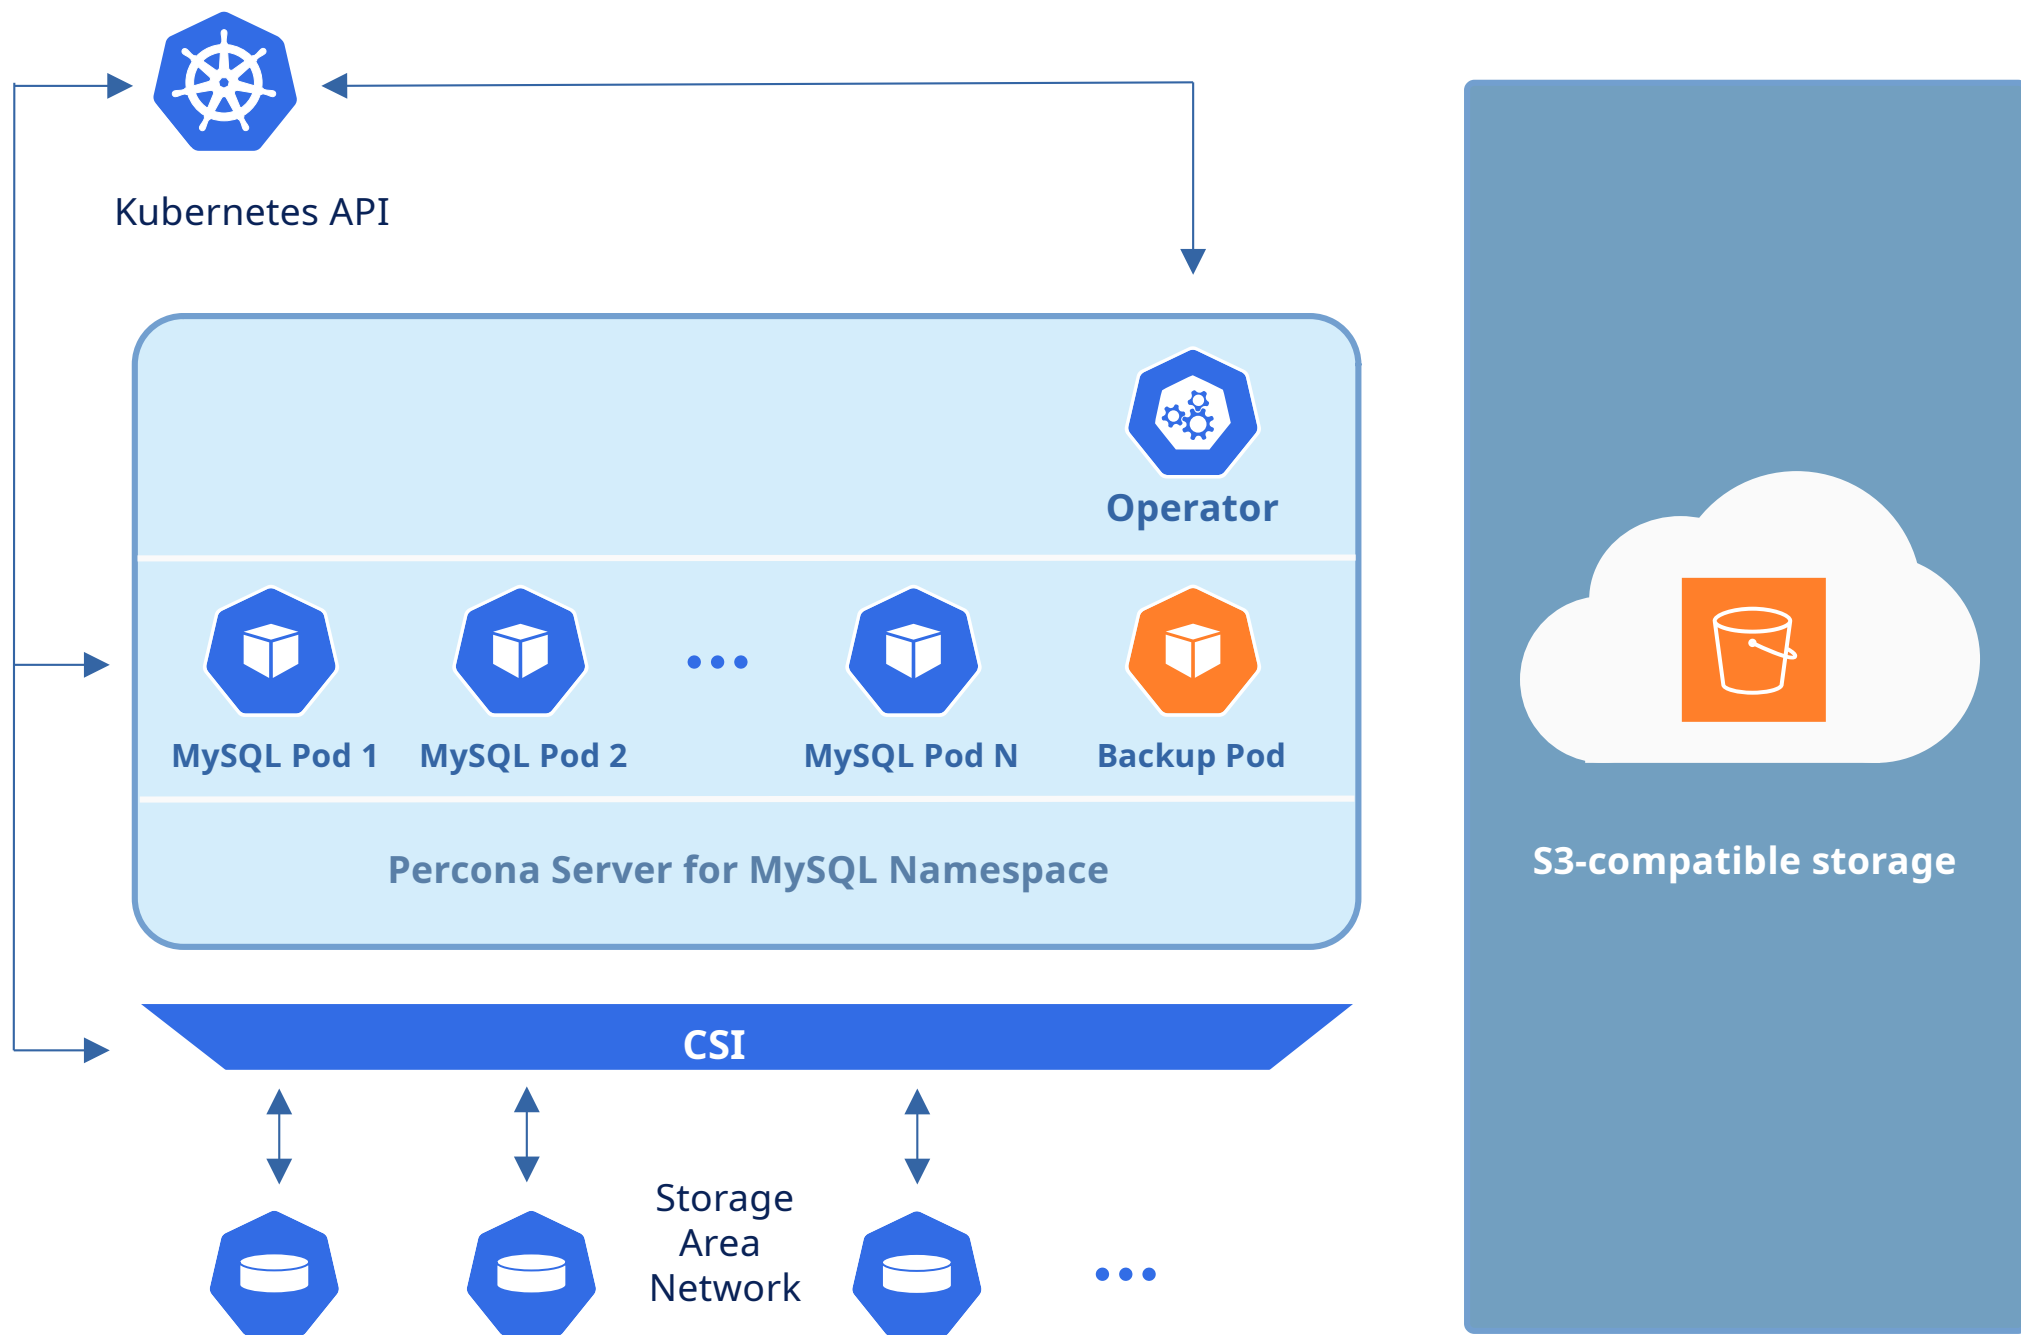 Kubernetes API
Operator
MySQL Pod 1
MySQL Pod 2
MySQL Pod N
Backup Pod
Percona Server for MySQL Namespace
S3-compatible storage
CSI
Storage
Area
Network